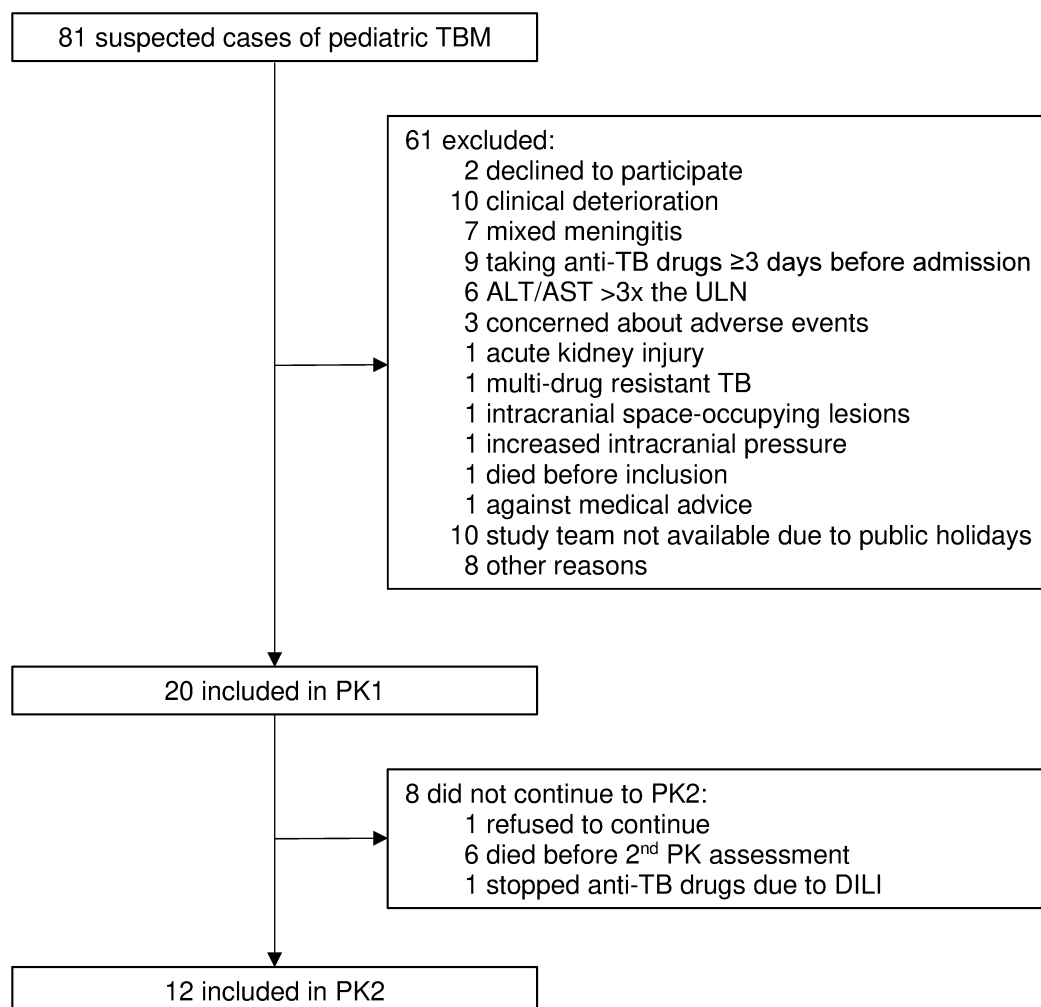 81 suspected cases of pediatric TBM
61 excluded:
2 declined to participate
10 clinical deterioration
7 mixed meningitis
9 taking anti-TB drugs ≥3 days before admission
6 ALT/AST >3x the ULN
3 concerned about adverse events
1 acute kidney injury
1 multi-drug resistant TB
1 intracranial space-occupying lesions
1 increased intracranial pressure
1 died before inclusion
1 against medical advice
10 study team not available due to public holidays
8 other reasons
20 included in PK1
8 did not continue to PK2:
1 refused to continue
6 died before 2nd PK assessment
1 stopped anti-TB drugs due to DILI
12 included in PK2